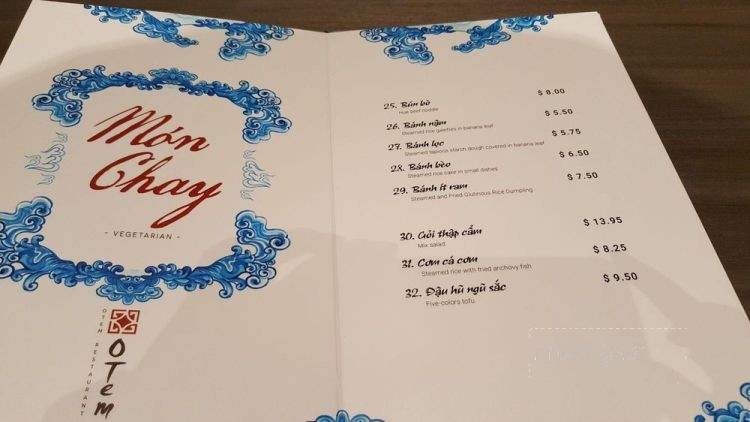 Món
Chay
- VEGETARIAN -
OTEM RESTAURANT
OTem
25. Bún bò $ 8.00
Hue beef noddle
26. Bánh nậm $ 5.50
Steamed rice galettes in banana leaf
27. Bánh lọc $ 5.75
Steamed tapioca starch dough covered in banana leaf
28. Bánh bèo $ 6.50
Steamed rice cake in small dishes
29. Bánh ít ram $ 7.50
Steamed and Fried Glutinous Rice Dumpling
30. Gỏi thập cẩm $ 13.95
Mix salad
31. Cơm cá cơm $ 8.25
Steamed rice with fried anchovy fish
32. Đậu hũ ngũ sắc $ 9.50
Five-colors tofu